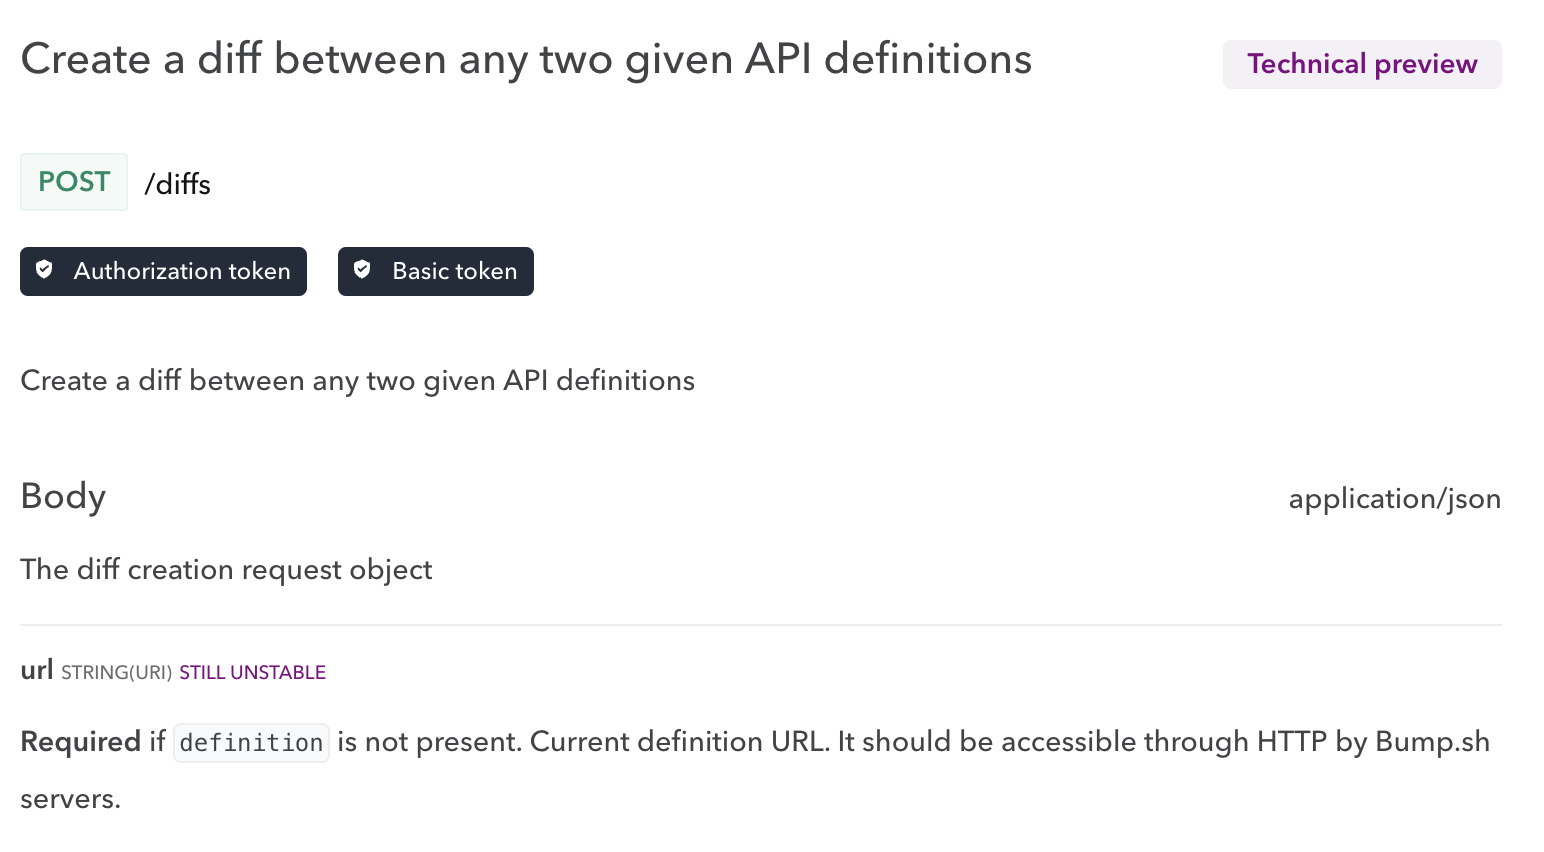 Create a diff between any two given API definitions
Technical preview
POST /diffs
Authorization token Basic token
Create a diff between any two given API definitions
Body application/json
The diff creation request object
url STRING(URI) STILL UNSTABLE
Required if definition is not present. Current definition URL. It should be accessible through HTTP by Bump.sh
servers.